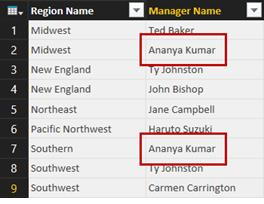 Region Name Manager Name
1 Midwest Ted Baker
2 Midwest Ananya Kumar
3 New England Ty Johnston
4 New England John Bishop
5 Northeast Jane Campbell
6 Pacific Northwest Haruto Suzuki
7 Southern Ananya Kumar
8 Southwest Ty Johnston
9 Southwest Carmen Carrington